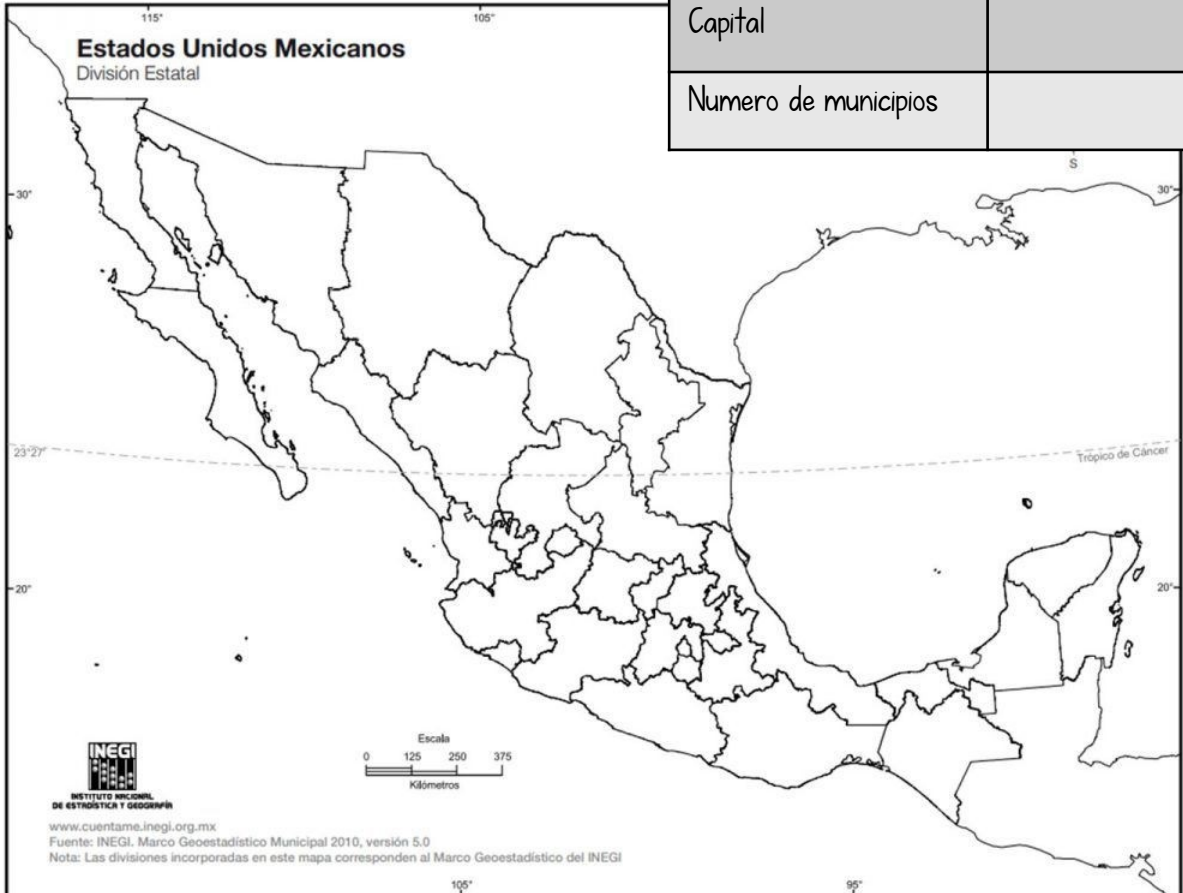 115°
105°
Capital
Estados Unidos Mexicanos
División Estatal
Numero de municipios
S
30°
30°
23°27'
Trópico de Cáncer
20°
20°
Escala
0 125 250 375
Kilómetros
INEGI
INSTITUTO NACIONAL
DE ESTADÍSTICA Y GEOGRAFÍA
www.cuentame.inegi.org.mx
Fuente: INEGI. Marco Geoestadístico Municipal 2010, versión 5.0
Nota: Las divisiones incorporadas en este mapa corresponden al Marco Geoestadístico del INEGI
105°
95°